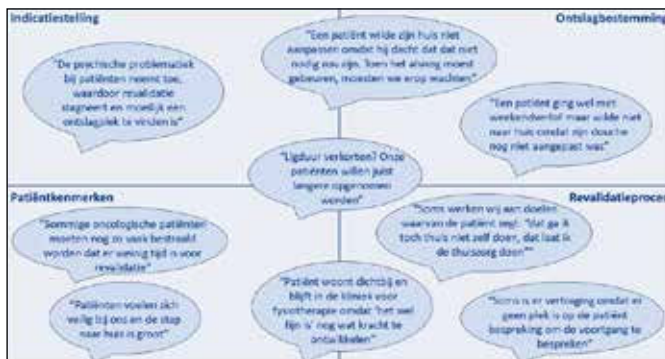 Indicatiestelling
Ontslagbestemming
"De psychische problematiek
bij patiënten neemt toe,
waardoor revalidatie
stagneert en moeilijk een
ontslagplek te vinden is"
"Een patiënt wilde zijn huis niet
aanpassen omdat hij dacht dat dat niet
nodig zou zijn. Toen het alsnog moest
gebeuren, moesten we erop wachten"
"Een patiënt ging wel met
weekendverlof maar wilde niet
naar huis omdat zijn douche
nog niet aangepast was"
"Ligduur verkorten? Onze
patiënten willen juist
langere opgenomen
worden"
Patiëntkenmerken
Revalidatieproces
"Sommige oncologische patiënten
moeten nog zo vaak bestraald
worden dat er weinig tijd is voor
revalidatie"
"Soms werken wij aan doelen
waarvan de patiënt zegt: "dat ga ik
toch thuis niet zelf doen, dat laat ik
de thuiszorg doen""
"Patiënten voelen zich
veilig bij ons en de stap
naar huis is groot"
"Patiënt woont dichtbij en
blijft in de kliniek voor
fysiotherapie omdat 'het wel
fijn is' nog wat kracht te
ontwikkelen"
"Soms is er vertraging omdat er
geen plek is op de patiënt
bespreking om de voortgang te
bespreken"